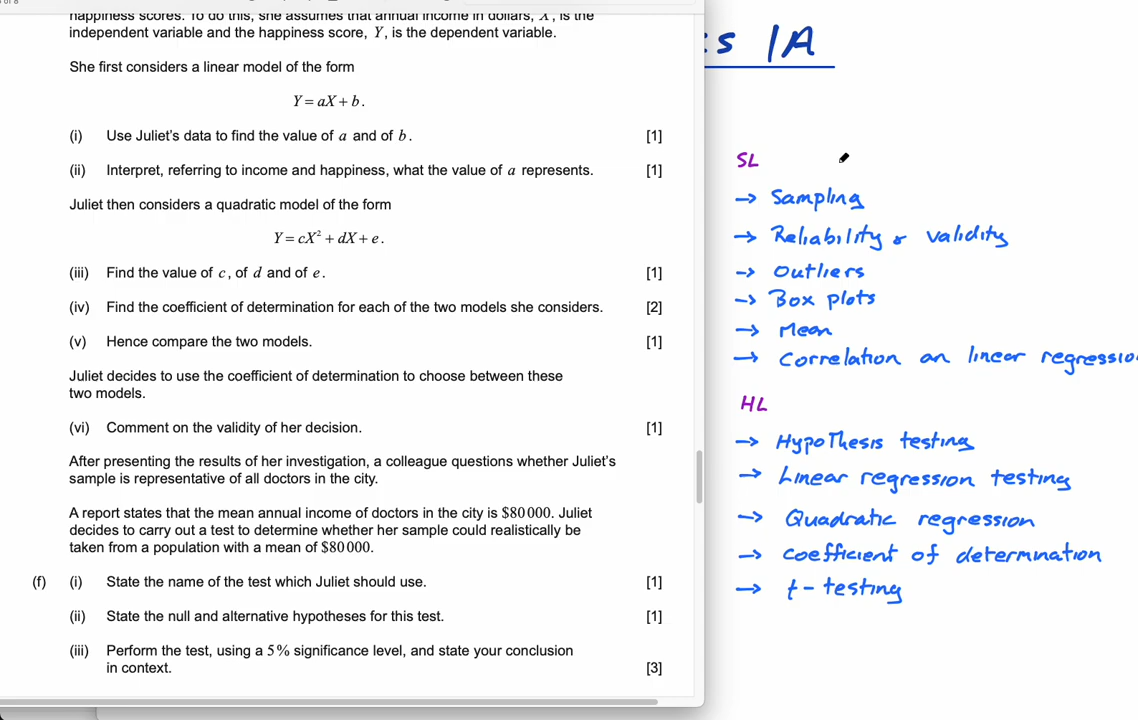 happiness scores. To do this, she assumes that annual income in dollars, X, is the
independent variable and the happiness score, Y, is the dependent variable.
She first considers a linear model of the form
Y = aX + b.
(i) Use Juliet's data to find the value of a and of b. [1]
(ii) Interpret, referring to income and happiness, what the value of a represents. [1]
Juliet then considers a quadratic model of the form
Y = cX² + dX + e.
(iii) Find the value of c, of d and of e. [1]
(iv) Find the coefficient of determination for each of the two models she considers. [2]
(v) Hence compare the two models. [1]
Juliet decides to use the coefficient of determination to choose between these
two models.
(vi) Comment on the validity of her decision. [1]
After presenting the results of her investigation, a colleague questions whether Juliet's
sample is representative of all doctors in the city.
A report states that the mean annual income of doctors in the city is $80 000. Juliet
decides to carry out a test to determine whether her sample could realistically be
taken from a population with a mean of $80 000.
(f) (i) State the name of the test which Juliet should use. [1]
(ii) State the null and alternative hypotheses for this test. [1]
(iii) Perform the test, using a 5% significance level, and state your conclusion
in context. [3]
s IA
SL
→ Sampling
→ Reliability & validity
→ Outliers
→ Box plots
→ Mean
→ Correlation an linear regressio
HL
→ Hypothesis testing
→ Linear regression testing
→ Quadratic regression
→ coefficient of determination
→ t-testing